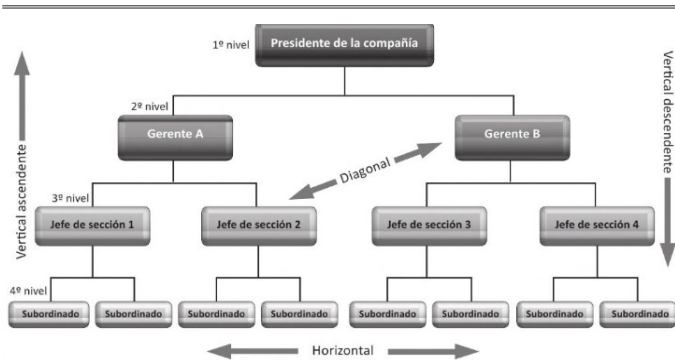 1º nivel
Presidente de la compañía
2º nivel
Gerente A
Gerente B
Vertical ascendente
Diagonal
Vertical descendente
3º nivel
Jefe de sección 1
Jefe de sección 2
Jefe de sección 3
Jefe de sección 4
4º nivel
Subordinado
Subordinado
Subordinado
Subordinado
Subordinado
Subordinado
Subordinado
Subordinado
Horizontal